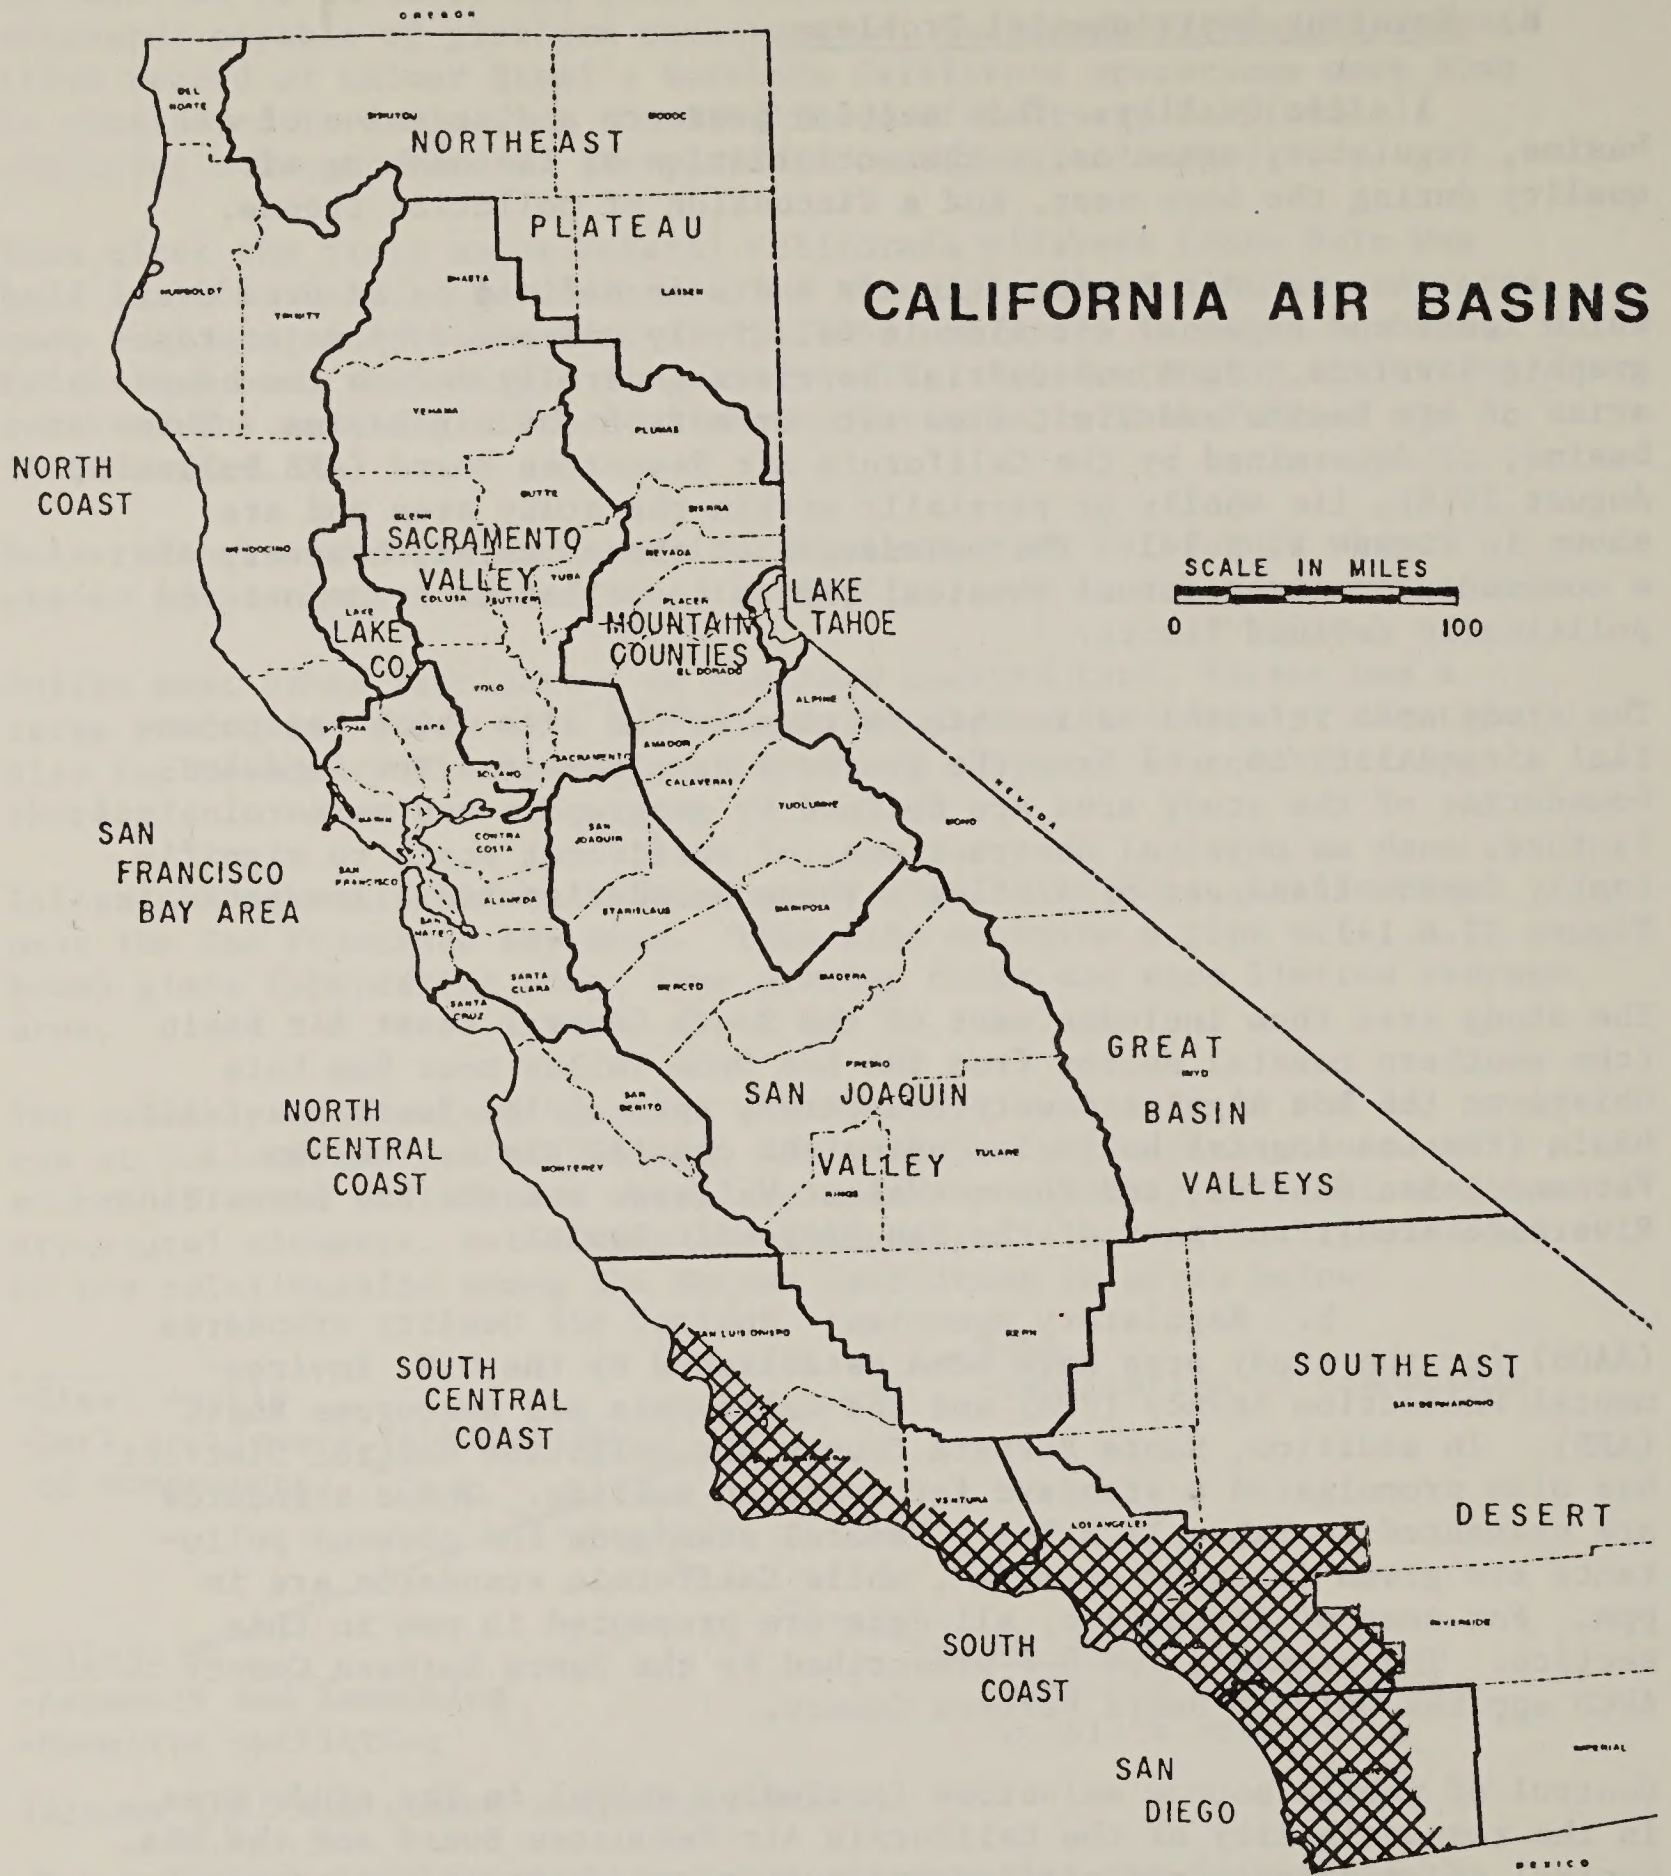 OREGON
DEL
NORTE
SISKIYOU
MODOC
NORTHEAST
PLATEAU
SHASTA
LASSEN
HUMBOLDT
TRINITY
CALIFORNIA AIR BASINS
TEHAMA
PLUMAS
NORTH
COAST
BUTTE
GLENN
SIERRA
SACRAMENTO
VALLEY
MENDOCINO
NEVADA
YUBA
COLUSA
SUTTER
PLACER
LAKE
LAKE
CO.
LAKE
TAHOE
SCALE IN MILES
0 100
MOUNTAIN
COUNTIES
EL DORADO
YOLO
ALPINE
SONOMA
NAPA
AMADOR
SACRAMENTO
SOLANO
CALAVERAS
TUOLUMNE
NEVADA
MONO
MARIN
SAN
FRANCISCO
BAY AREA
CONTRA
COSTA
SAN
JOAQUIN
SAN
FRANCISCO
ALAMEDA
STANISLAUS
MARIPOSA
SAN
MATEO
SANTA
CLARA
MERCED
MADERA
SANTA
CRUZ
GREAT
INYO
BASIN
VALLEYS
FRESNO
SAN JOAQUIN
VALLEY
SAN
BENITO
NORTH
CENTRAL
COAST
MONTEREY
TULARE
KINGS
SAN LUIS OBISPO
KERN
SOUTH
CENTRAL
COAST
SOUTHEAST
SAN BERNARDINO
DESERT
VENTURA
LOS ANGELES
RIVERSIDE
SOUTH
COAST
SAN
DIEGO
IMPERIAL
MEXICO